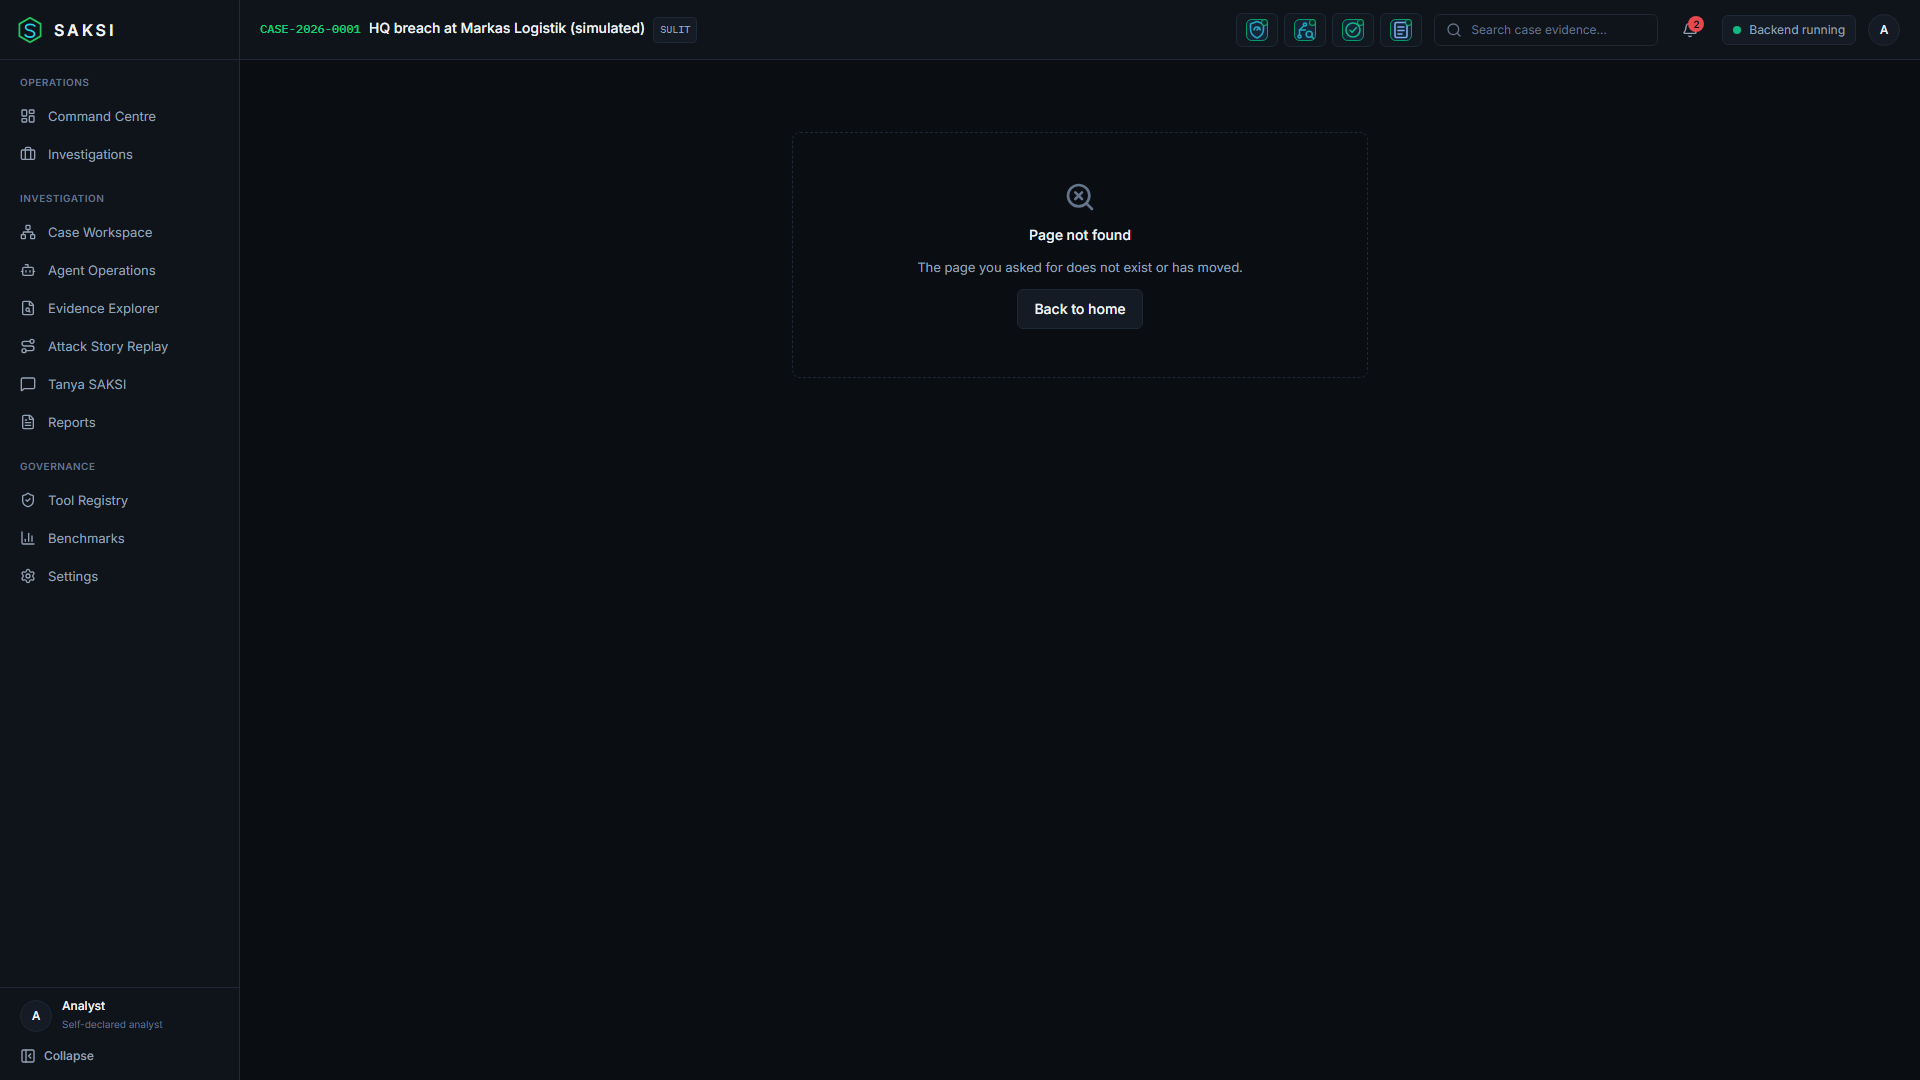 SAKSI
CASE-2026-0001 HQ breach at Markas Logistik (simulated) SULIT
Search case evidence...
2
Backend running
A
OPERATIONS
Command Centre
Investigations
INVESTIGATION
Case Workspace
Agent Operations
Evidence Explorer
Attack Story Replay
Tanya SAKSI
Reports
GOVERNANCE
Tool Registry
Benchmarks
Settings
Page not found
The page you asked for does not exist or has moved.
Back to home
A
Analyst
Self-declared analyst
Collapse